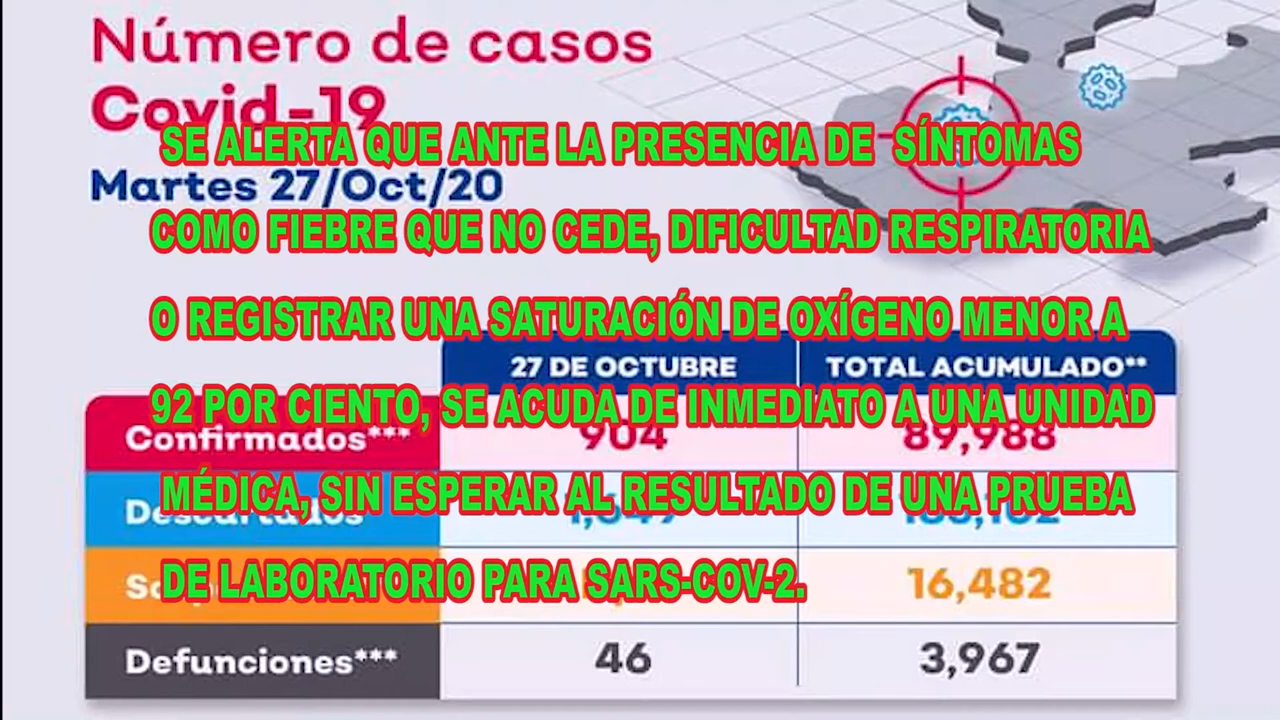 Número de casos
Covid-19
Martes 27/Oct/20
SE ALERTA QUE ANTE LA PRESENCIA DE SÍNTOMAS
COMO FIEBRE QUE NO CEDE, DIFICULTAD RESPIRATORIA
O REGISTRAR UNA SATURACIÓN DE OXÍGENO MENOR A
92 POR CIENTO, SE ACUDA DE INMEDIATO A UNA UNIDAD
MÉDICA, SIN ESPERAR AL RESULTADO DE UNA PRUEBA
DE LABORATORIO PARA SARS-COV-2.
27 DE OCTUBRE TOTAL ACUMULADO**
Confirmados*** 904 89,988
Descartados
16,482
Defunciones*** 46 3,967